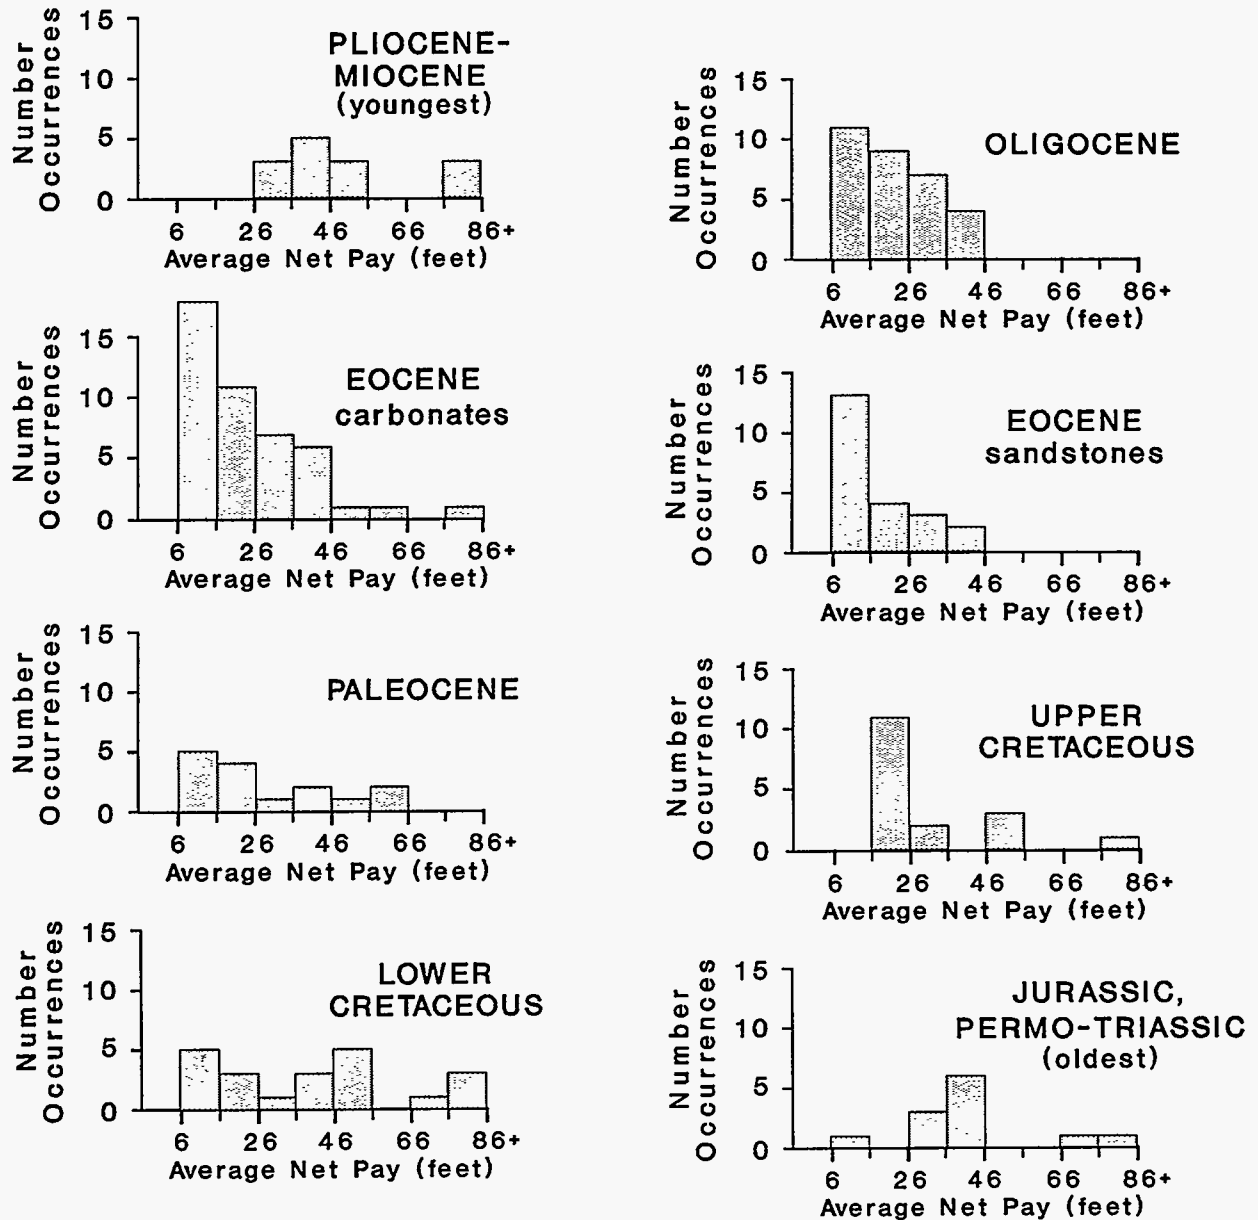 15
10
5
0
Number
Occurrences
PLIOCENE-
MIOCENE
(youngest)
6 26 46 66 86+
Average Net Pay (feet)
15
10
5
0
Number
Occurrences
OLIGOCENE
6 26 46 66 86+
Average Net Pay (feet)
15
10
5
0
Number
Occurrences
EOCENE
carbonates
6 26 46 66 86+
Average Net Pay (feet)
15
10
5
0
Number
Occurrences
EOCENE
sandstones
6 26 46 66 86+
Average Net Pay (feet)
15
10
5
0
Number
Occurrences
PALEOCENE
6 26 46 66 86+
Average Net Pay (feet)
15
10
5
0
Number
Occurrences
UPPER
CRETACEOUS
6 26 46 66 86+
Average Net Pay (feet)
15
10
5
0
Number
Occurrences
LOWER
CRETACEOUS
6 26 46 66 86+
Average Net Pay (feet)
15
10
5
0
Number
Occurrences
JURASSIC,
PERMO-TRIASSIC
(oldest)
6 26 46 66 86+
Average Net Pay (feet)